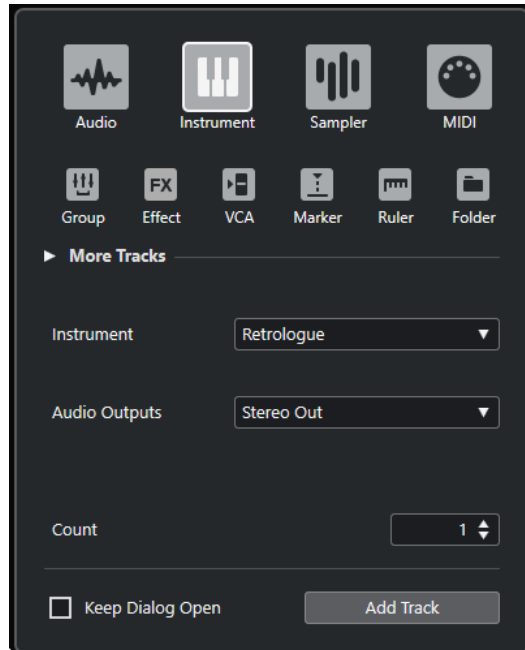 Audio Instrument Sampler MIDI
FX
Group Effect VCA Marker Ruler Folder
More Tracks
Instrument Retrologue
Audio Outputs Stereo Out
Count 1
Keep Dialog Open Add Track